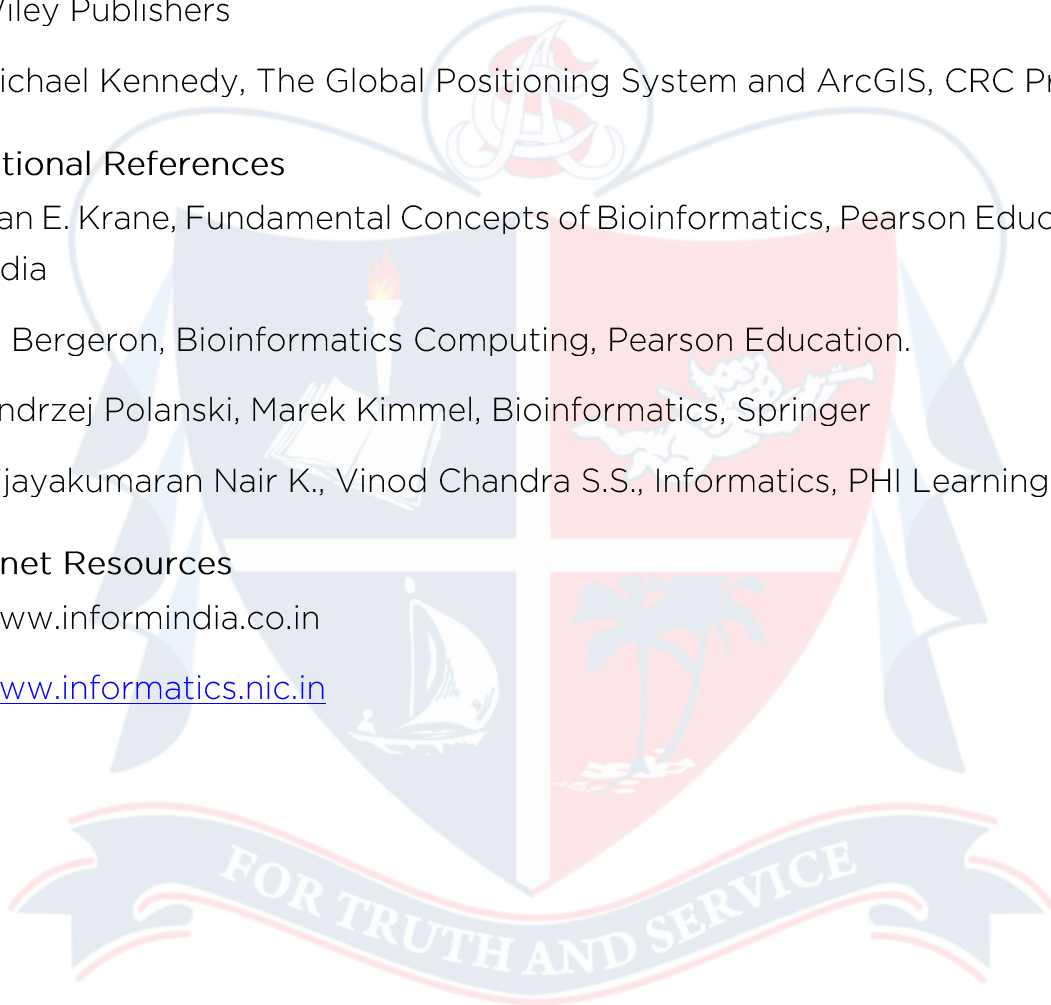 Wiley Publishers
ichael Kennedy, The Global Positioning System and ArcGIS, CRC Pr
tional References
an E. Krane, Fundamental Concepts of Bioinformatics, Pearson Educ
dia
Bergeron, Bioinformatics Computing, Pearson Education.
ndrzej Polanski, Marek Kimmel, Bioinformatics, Springer
ijayakumaran Nair K., Vinod Chandra S.S., Informatics, PHI Learning
net Resources
ww.informindia.co.in
ww.informatics.nic.in
FOR TRUTH AND SERVICE